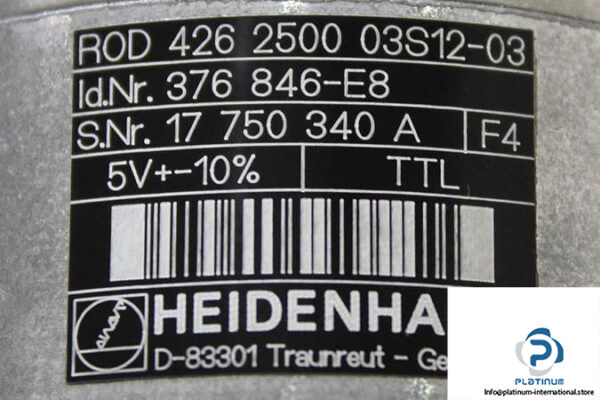 ROD 426 2500 03S12-03
Id.Nr. 376 846-E8
S.Nr. 17 750 340 A F4
5V+-10% TTL
HEIDENHA
D-83301 Traunreut - Ge
PLATINUM
Info@platinum-international.store